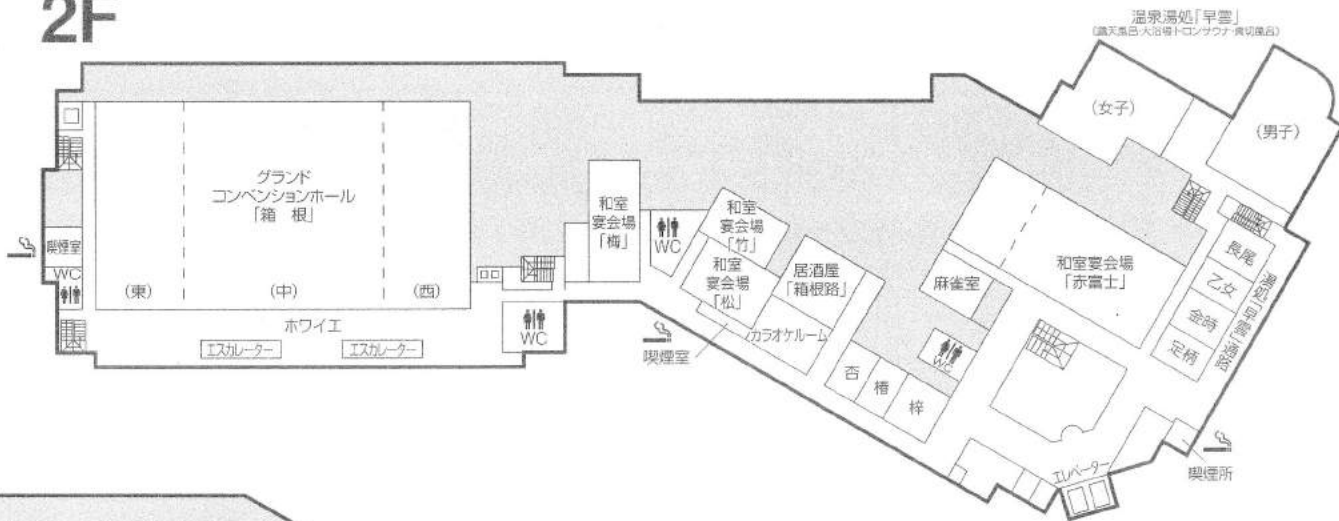 2F
温泉湯処「早雲」
(露天風呂・大浴場・トロンサウナ・貸切風呂)
(女子)
(男子)
グランド
コンベンションホール
「箱 根」
(東)
(中)
(西)
喫煙室
WC
ホワイエ
エスカレーター
エスカレーター
WC
和室
宴会場
「梅」
WC
和室
宴会場
「竹」
和室
宴会場
「松」
居酒屋
「箱根路」
カラオケルーム
喫煙室
麻雀室
WC
杏
椿
梓
和室宴会場
「赤富士」
長尾
乙女
金時
定柄
湯処「早雲」通路
エレベーター
喫煙所